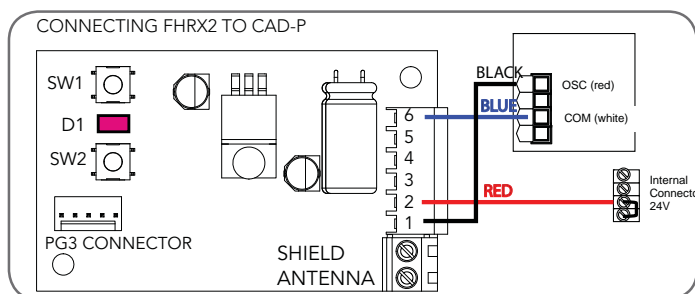 CONNECTING FHRX2 TO CAD-P
SW1
D1
SW2
PG3 CONNECTOR
6
5
4
3
2
1
SHIELD
ANTENNA
BLACK
BLUE
RED
OSC (red)
COM (white)
Internal
Connecto
24V